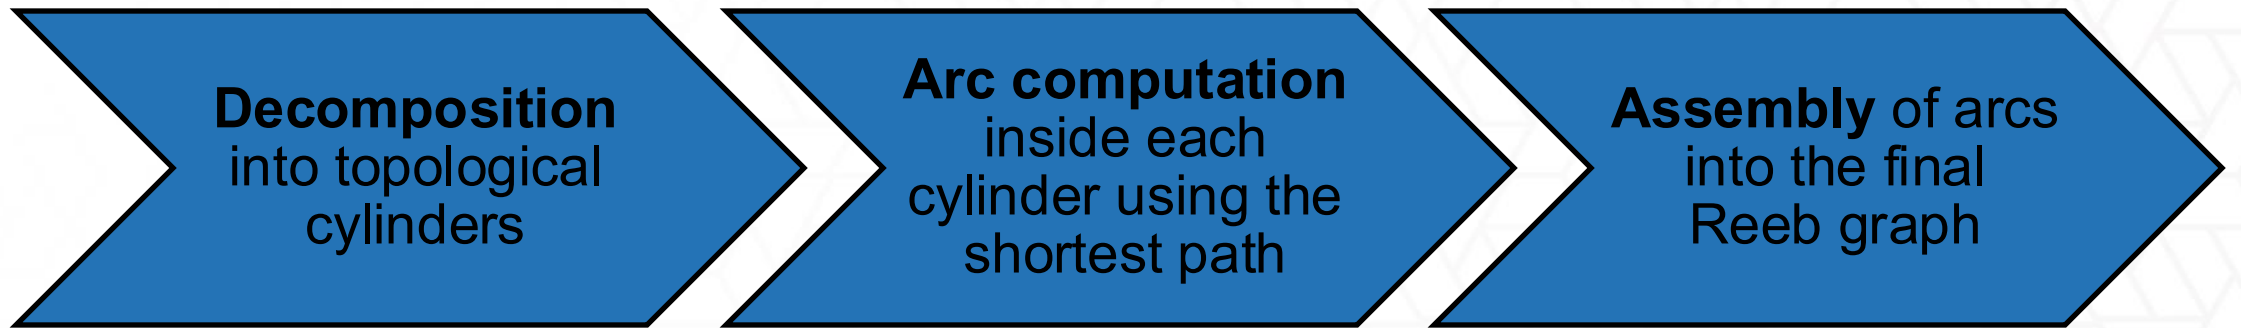 Decomposition
into topological
cylinders
Arc computation
inside each
cylinder using the
shortest path
Assembly of arcs
into the final
Reeb graph